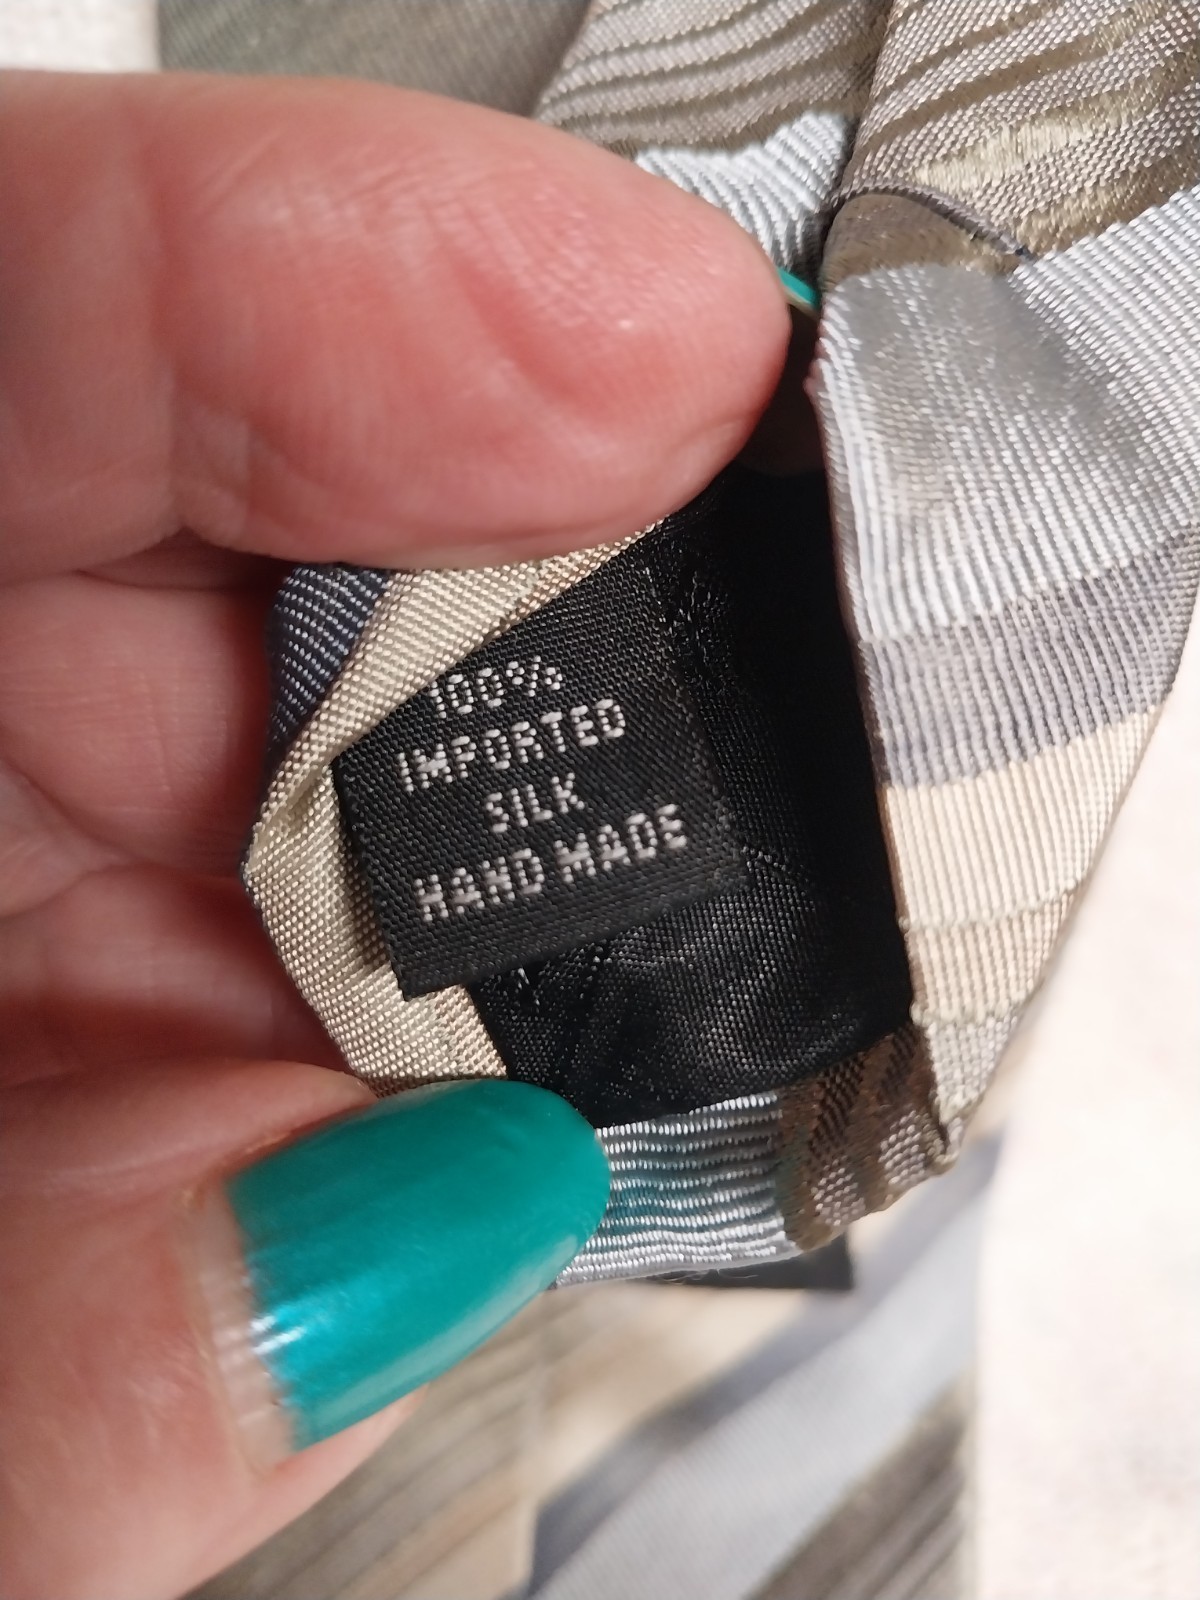 100%
IMPORTED
SILK
HAND MADE